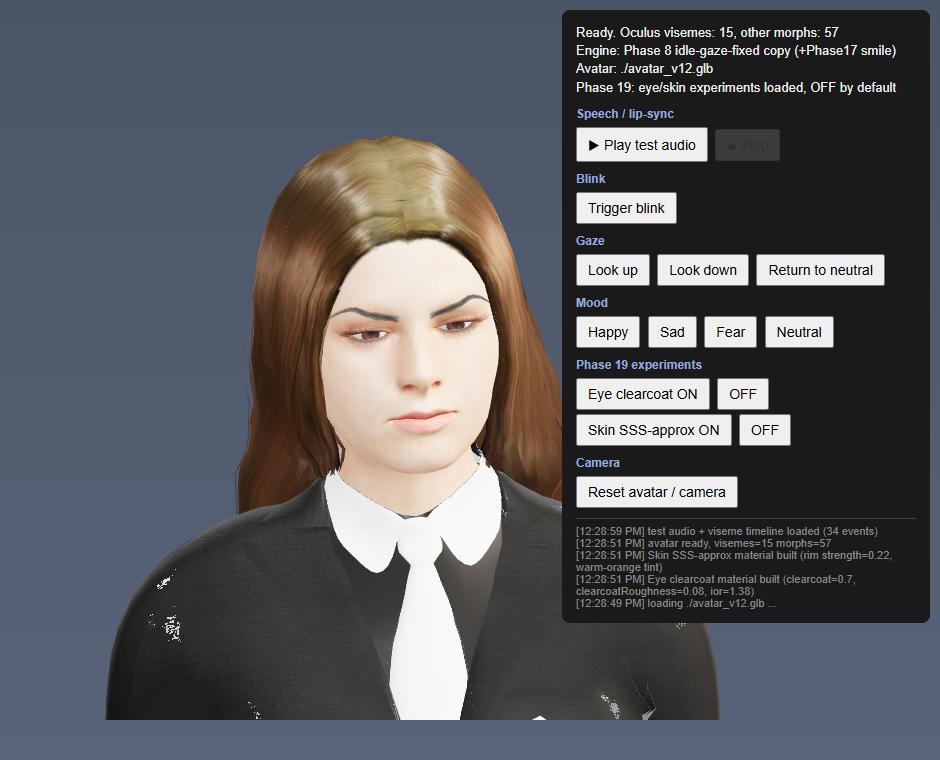 Ready. Oculus visemes: 15, other morphs: 57
Engine: Phase 8 idle-gaze-fixed copy (+Phase17 smile)
Avatar: ./avatar_v12.glb
Phase 19: eye/skin experiments loaded, OFF by default
Speech / lip-sync
▶ Play test audio ■ Stop
Blink
Trigger blink
Gaze
Look up Look down Return to neutral
Mood
Happy Sad Fear Neutral
Phase 19 experiments
Eye clearcoat ON OFF
Skin SSS-approx ON OFF
Camera
Reset avatar / camera
[12:28:59 PM] test audio + viseme timeline loaded (34 events)
[12:28:51 PM] avatar ready, visemes=15 morphs=57
[12:28:51 PM] Skin SSS-approx material built (rim strength=0.22,
warm-orange tint)
[12:28:51 PM] Eye clearcoat material built (clearcoat=0.7,
clearcoatRoughness=0.08, ior=1.38)
[12:28:49 PM] loading ./avatar_v12.glb ...